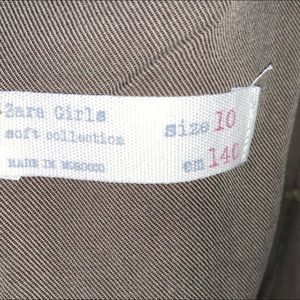 Zara Girls
soft collection
MADE IN MOROCCO
size 10
cm 140